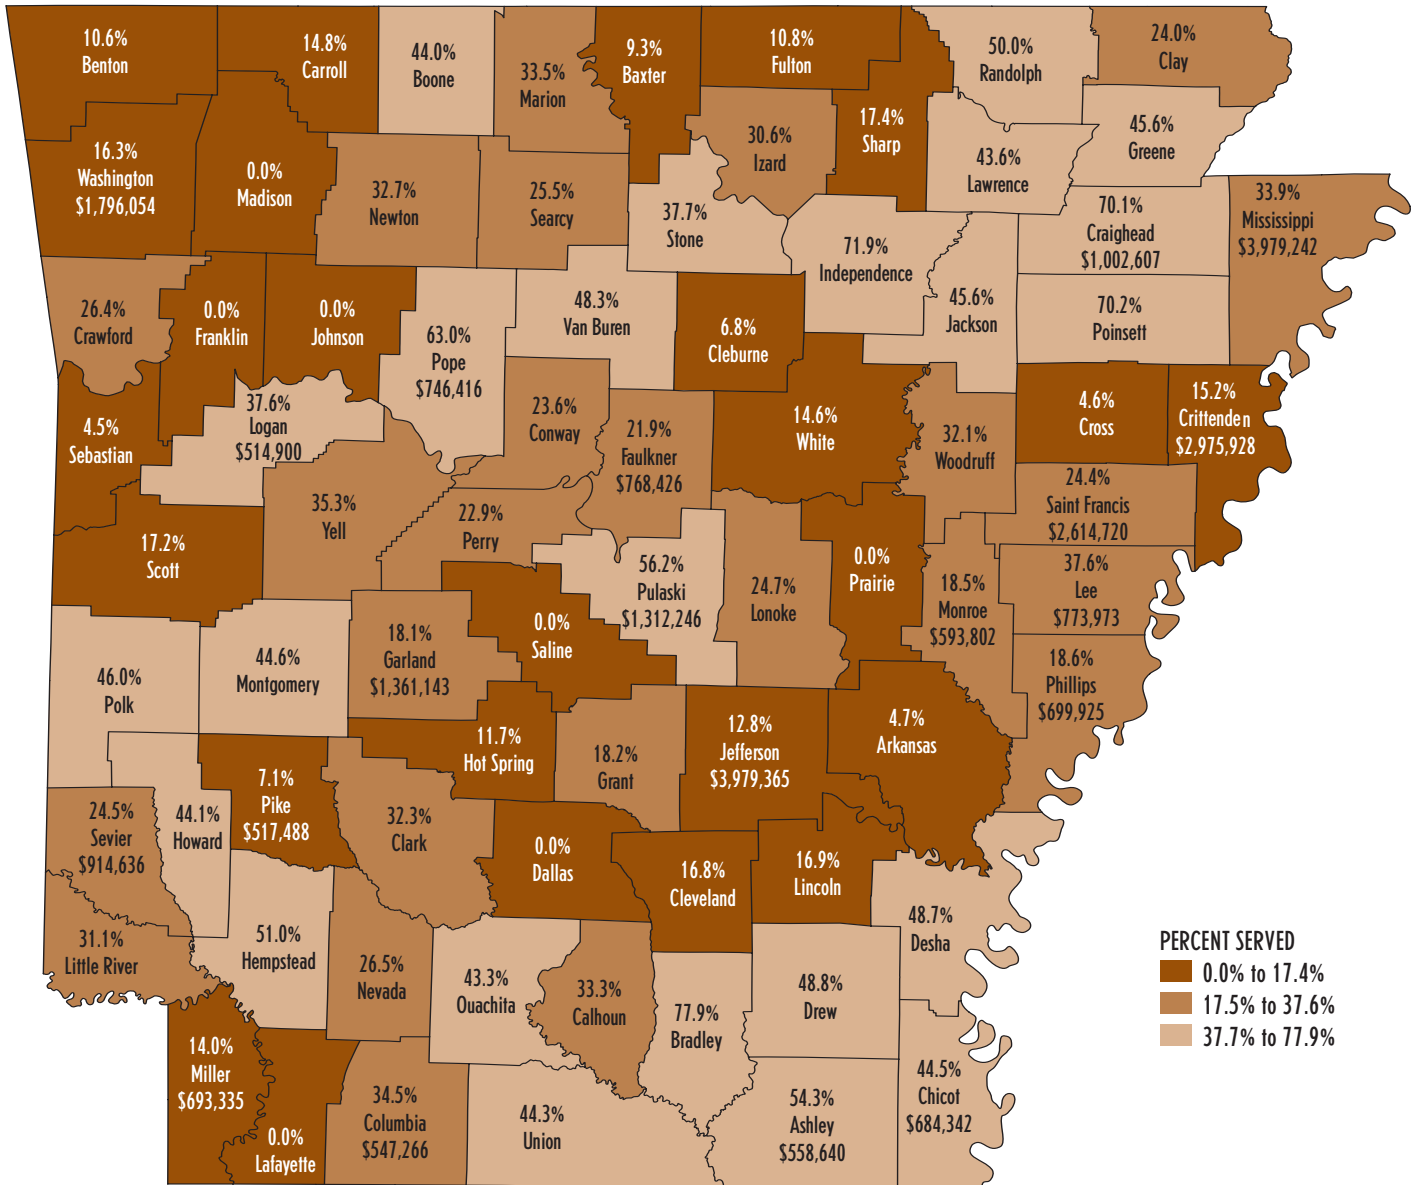 10.6%
Benton
14.8%
Carroll
44.0%
Boone
33.5%
Marion
9.3%
Baxter
10.8%
Fulton
50.0%
Randolph
24.0%
Clay
16.3%
Washington
$1,796,054
0.0%
Madison
32.7%
Newton
25.5%
Searcy
37.7%
Stone
30.6%
Izard
17.4%
Sharp
43.6%
Lawrence
45.6%
Greene
71.9%
Independence
70.1%
Craighead
$1,002,607
33.9%
Mississippi
$3,979,242
26.4%
Crawford
0.0%
Franklin
0.0%
Johnson
63.0%
Pope
$746,416
48.3%
Van Buren
6.8%
Cleburne
45.6%
Jackson
70.2%
Poinsett
4.5%
Sebastian
37.6%
Logan
$514,900
23.6%
Conway
21.9%
Faulkner
$768,426
14.6%
White
32.1%
Woodruff
4.6%
Cross
15.2%
Crittenden
$2,975,928
17.2%
Scott
35.3%
Yell
22.9%
Perry
56.2%
Pulaski
$1,312,246
24.7%
Lonoke
0.0%
Prairie
18.5%
Monroe
$593,802
24.4%
Saint Francis
$2,614,720
37.6%
Lee
$773,973
46.0%
Polk
44.6%
Montgomery
18.1%
Garland
$1,361,143
0.0%
Saline
18.6%
Phillips
$699,925
11.7%
Hot Spring
18.2%
Grant
12.8%
Jefferson
$3,979,365
4.7%
Arkansas
24.5%
Sevier
$914,636
44.1%
Howard
7.1%
Pike
$517,488
32.3%
Clark
0.0%
Dallas
16.8%
Cleveland
16.9%
Lincoln
48.7%
Desha
31.1%
Little River
51.0%
Hempstead
26.5%
Nevada
43.3%
Ouachita
33.3%
Calhoun
77.9%
Bradley
48.8%
Drew
14.0%
Miller
$693,335
0.0%
Lafayette
34.5%
Columbia
$547,266
44.3%
Union
54.3%
Ashley
$558,640
44.5%
Chicot
$684,342
PERCENT SERVED
0.0% to 17.4%
17.5% to 37.6%
37.7% to 77.9%